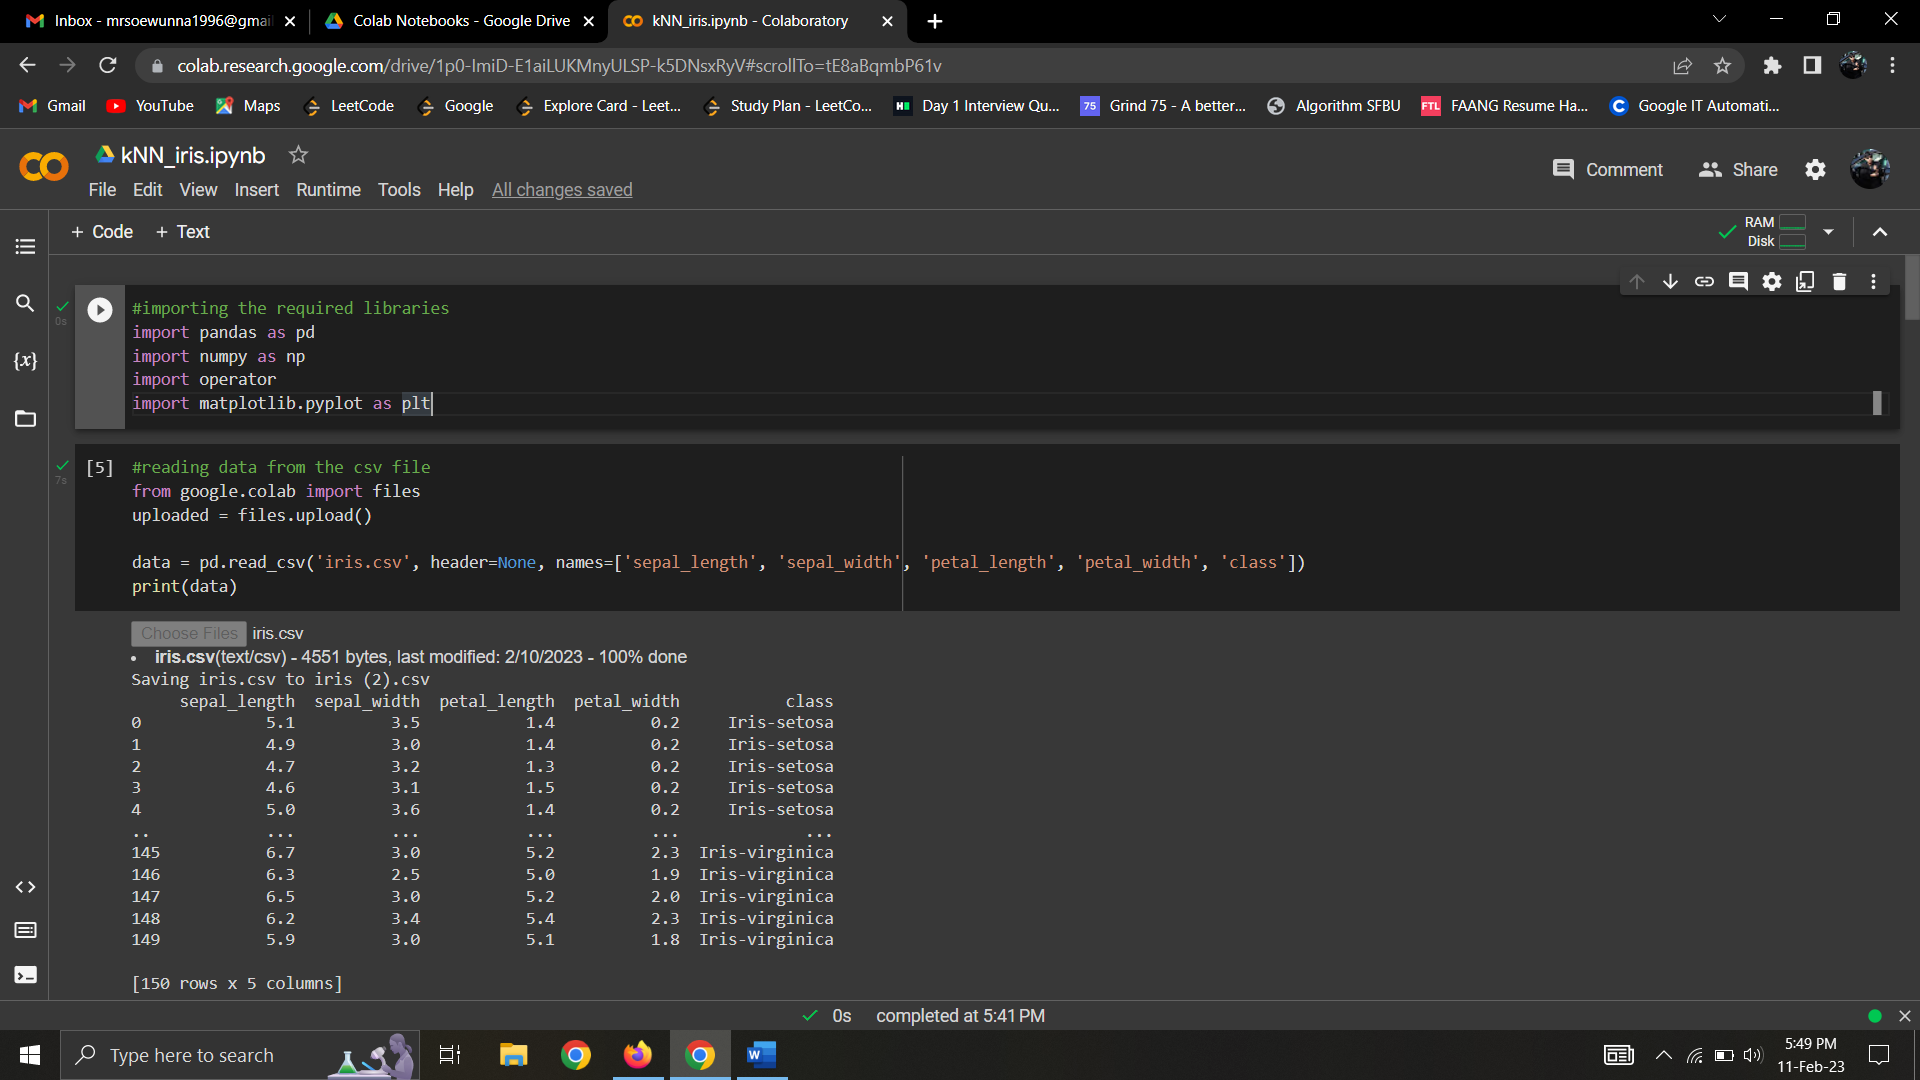 Inbox - mrsoewunna1996@gmai
Colab Notebooks - Google Drive
kNN_iris.ipynb - Colaboratory
colab.research.google.com/drive/1p0-ImiD-E1aiLUKMnyULSP-k5DNsxRyV#scrollTo=tE8aBqmbP61v
Gmail YouTube Maps LeetCode Google Explore Card - Leet... Study Plan - LeetCo... Day 1 Interview Qu... 75 Grind 75 - A better... Algorithm SFBU FTL FAANG Resume Ha... Google IT Automati...
kNN_iris.ipynb
Comment Share
File Edit View Insert Runtime Tools Help All changes saved
+ Code + Text
RAM
Disk
0s
#importing the required libraries
import pandas as pd
import numpy as np
import operator
import matplotlib.pyplot as plt
{x}
7s
[5] #reading data from the csv file
from google.colab import files
uploaded = files.upload()
data = pd.read_csv('iris.csv', header=None, names=['sepal_length', 'sepal_width', 'petal_length', 'petal_width', 'class'])
print(data)
Choose Files iris.csv
• iris.csv(text/csv) - 4551 bytes, last modified: 2/10/2023 - 100% done
Saving iris.csv to iris (2).csv
sepal_length sepal_width petal_length petal_width class
0 5.1 3.5 1.4 0.2 Iris-setosa
1 4.9 3.0 1.4 0.2 Iris-setosa
2 4.7 3.2 1.3 0.2 Iris-setosa
3 4.6 3.1 1.5 0.2 Iris-setosa
4 5.0 3.6 1.4 0.2 Iris-setosa
.. ... ... ... ... ...
145 6.7 3.0 5.2 2.3 Iris-virginica
146 6.3 2.5 5.0 1.9 Iris-virginica
147 6.5 3.0 5.2 2.0 Iris-virginica
148 6.2 3.4 5.4 2.3 Iris-virginica
149 5.9 3.0 5.1 1.8 Iris-virginica
[150 rows x 5 columns]
0s completed at 5:41 PM
Type here to search
5:49 PM
11-Feb-23